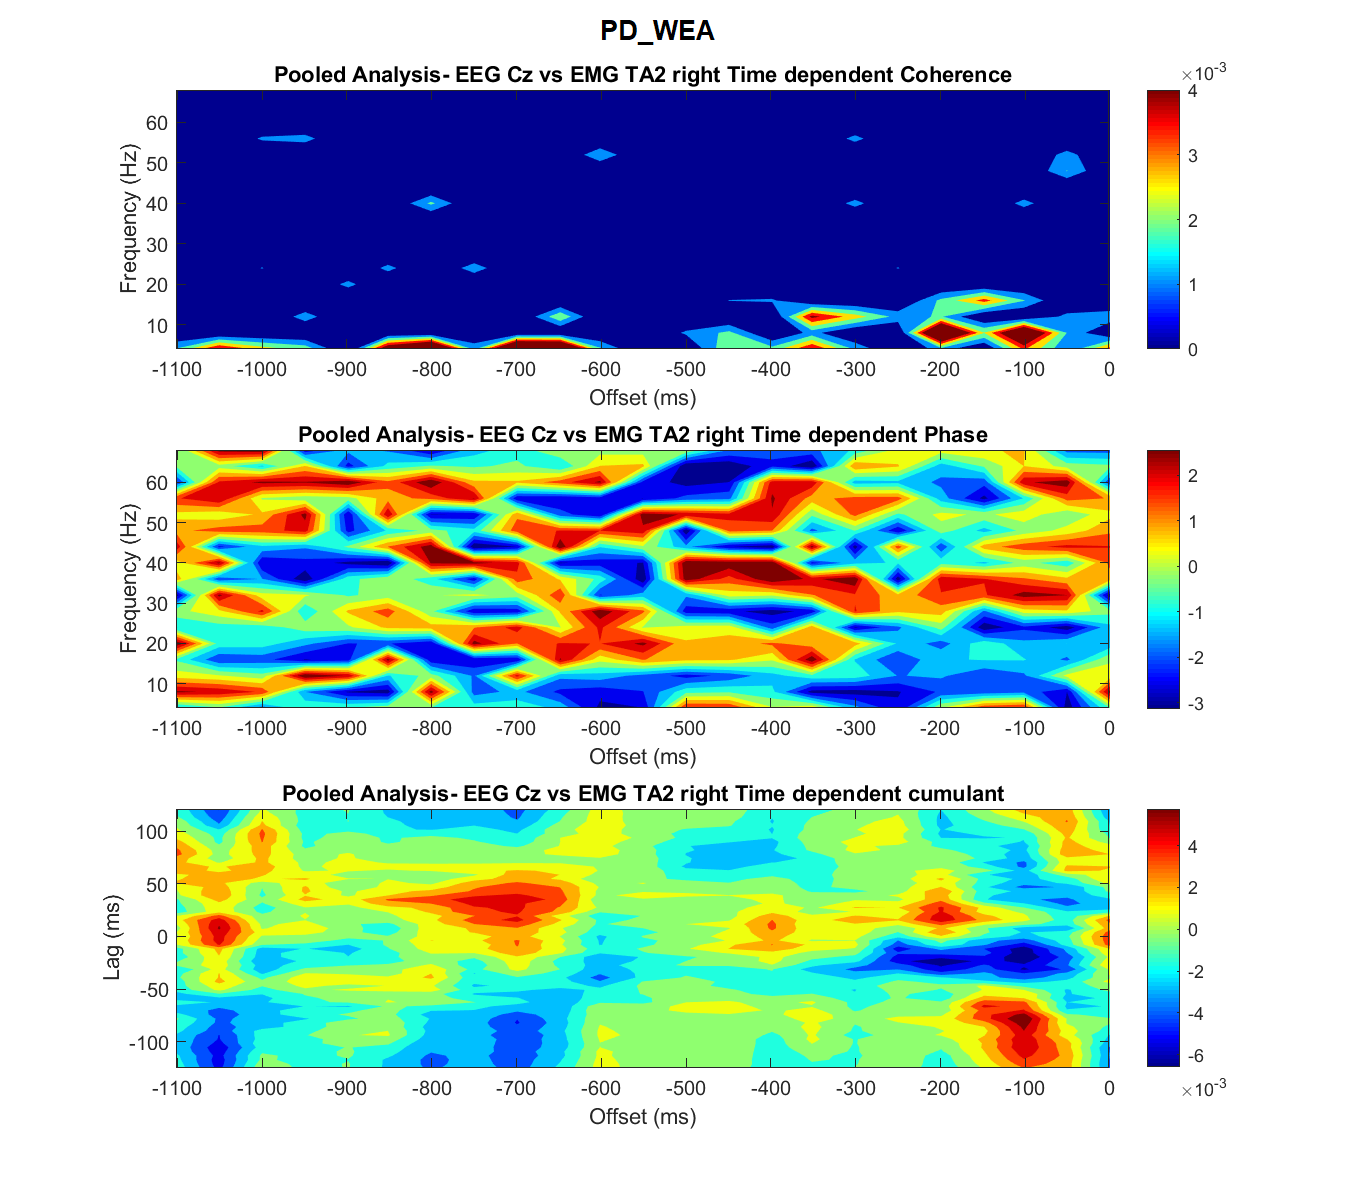 PD_WEA
Pooled Analysis- EEG Cz vs EMG TA2 right Time dependent Coherence
×10-3
Frequency (Hz)
60
50
40
30
20
10
-1100 -1000 -900 -800 -700 -600 -500 -400 -300 -200 -100 0
Offset (ms)
4
3
2
1
0
Pooled Analysis- EEG Cz vs EMG TA2 right Time dependent Phase
Frequency (Hz)
60
50
40
30
20
10
-1100 -1000 -900 -800 -700 -600 -500 -400 -300 -200 -100 0
Offset (ms)
2
1
0
-1
-2
-3
Pooled Analysis- EEG Cz vs EMG TA2 right Time dependent cumulant
Lag (ms)
100
50
0
-50
-100
-1100 -1000 -900 -800 -700 -600 -500 -400 -300 -200 -100 0
Offset (ms)
4
2
0
-2
-4
-6
×10-3